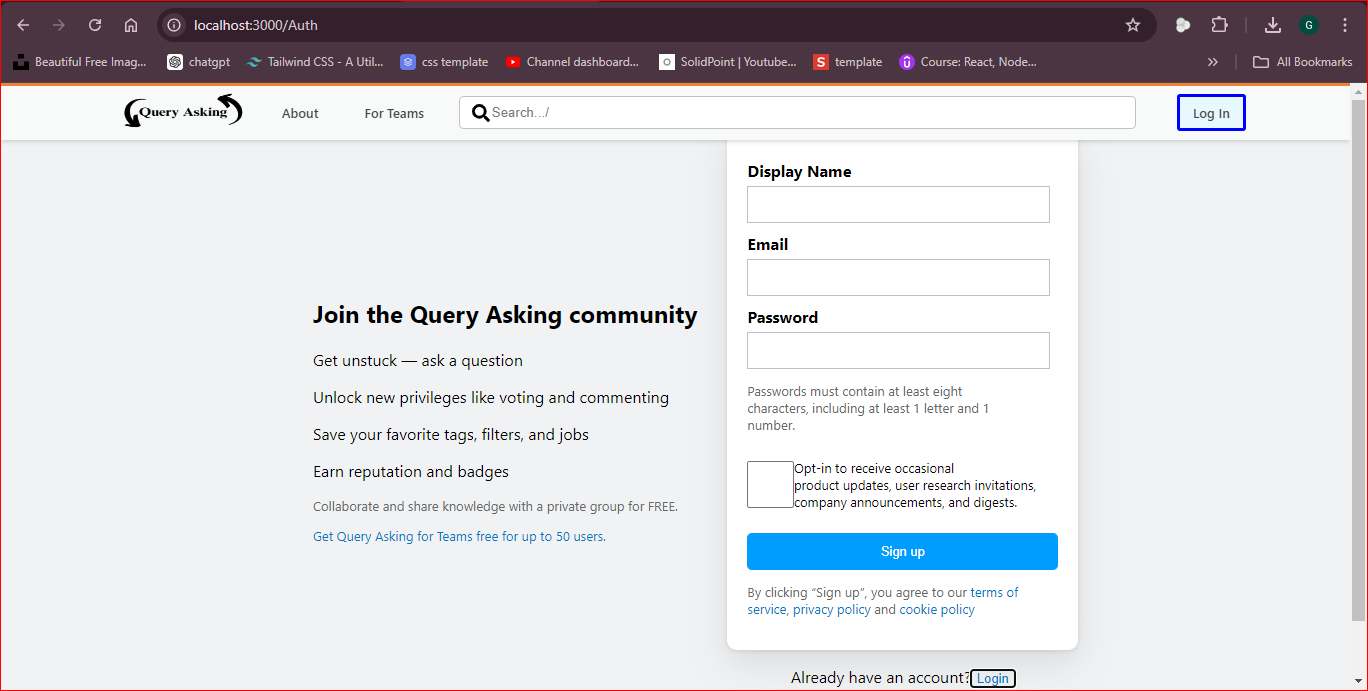 localhost:3000/Auth
G
Beautiful Free Imag...
chatgpt
Tailwind CSS - A Util...
css template
Channel dashboard...
SolidPoint | Youtube...
S
template
Course: React, Node...
»
All Bookmarks
Query Asking
About
For Teams
Search.../
Log In
Join the Query Asking community
Get unstuck — ask a question
Unlock new privileges like voting and commenting
Save your favorite tags, filters, and jobs
Earn reputation and badges
Collaborate and share knowledge with a private group for FREE.
Get Query Asking for Teams free for up to 50 users.
Display Name
Email
Password
Passwords must contain at least eight
characters, including at least 1 letter and 1
number.
Opt-in to receive occasional
product updates, user research invitations,
company announcements, and digests.
Sign up
By clicking “Sign up”, you agree to our terms of
service, privacy policy and cookie policy
Already have an account?Login